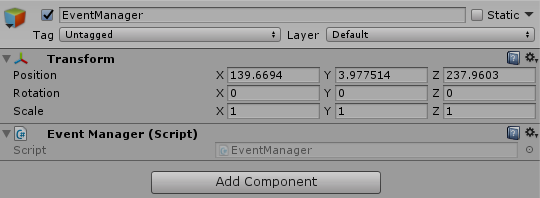 EventManager Static
Tag Untagged Layer Default
Transform
Position X 139.6694 Y 3.977514 Z 237.9603
Rotation X 0 Y 0 Z 0
Scale X 1 Y 1 Z 1
Event Manager (Script)
Script EventManager
Add Component